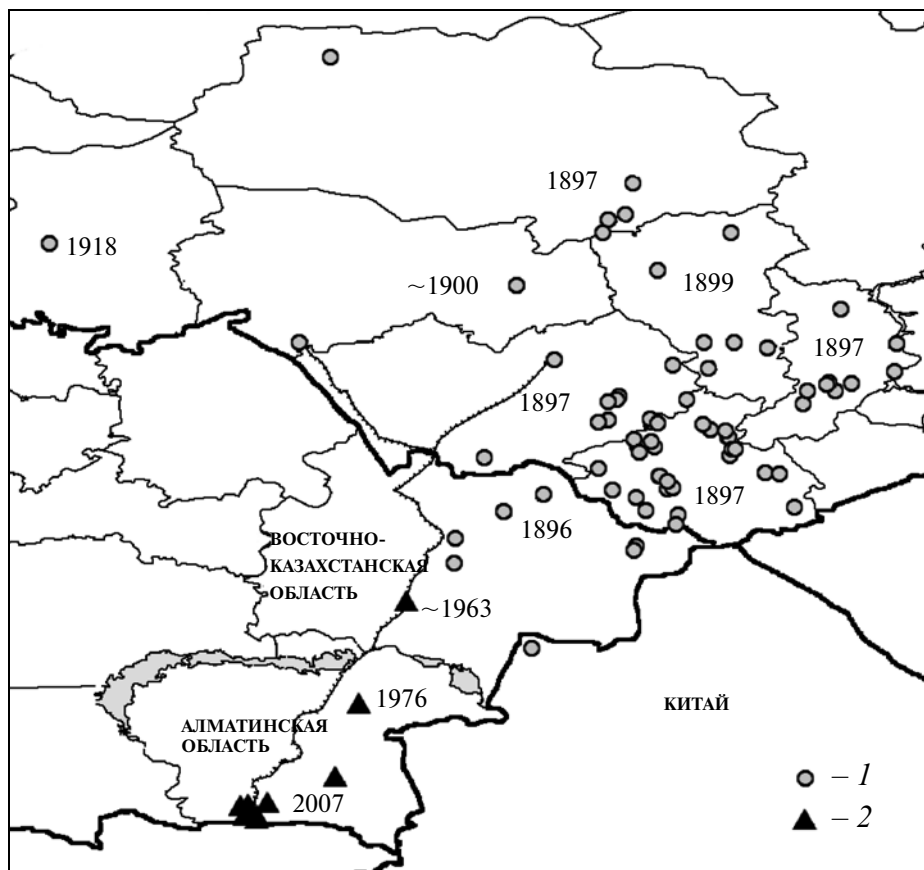 1897
1918
~1900
1899
1897
1897
1897
1896
ВОСТОЧНО-
КАЗАХСТАНСКАЯ
ОБЛАСТЬ
~1963
1976
КИТАЙ
АЛМАТИНСКАЯ
ОБЛАСТЬ
– 1
2007
– 2